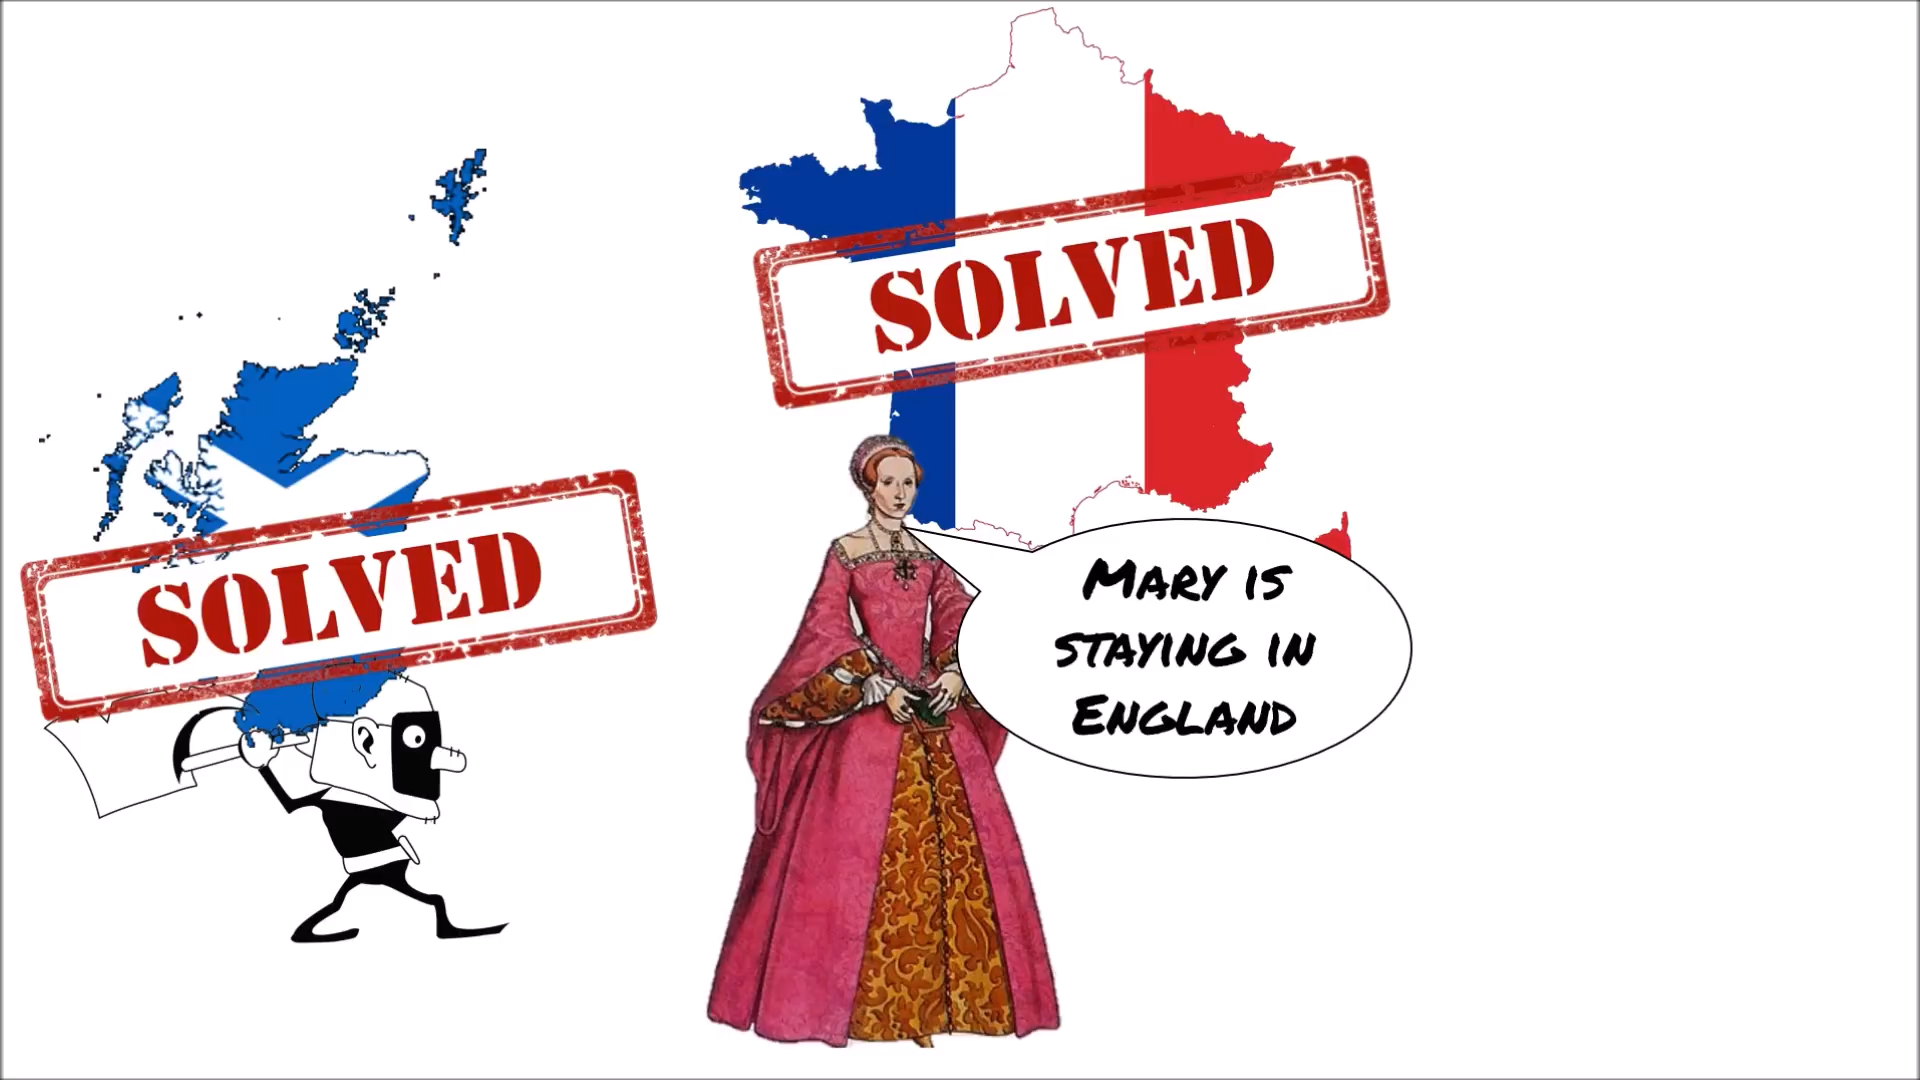 SOLVED
SOLVED
MARY IS
STAYING IN
ENGLAND